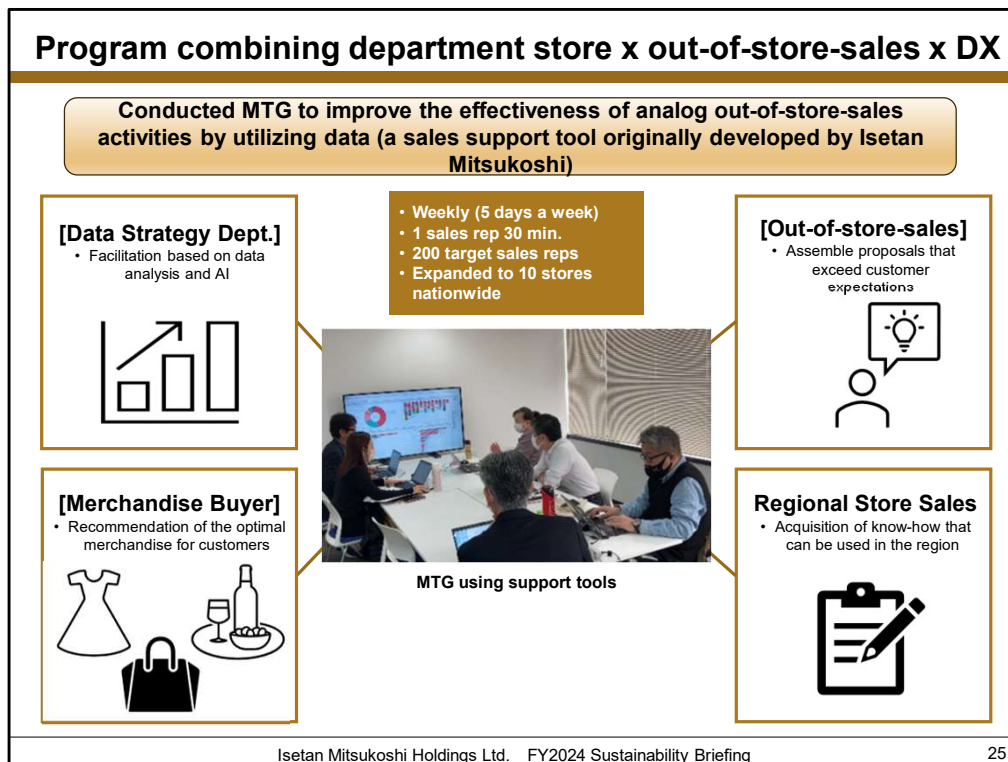 Program combining department store x out-of-store-sales x DX
Conducted MTG to improve the effectiveness of analog out-of-store-sales
activities by utilizing data (a sales support tool originally developed by Isetan
Mitsukoshi)
[Data Strategy Dept.]
• Facilitation based on data
analysis and AI
• Weekly (5 days a week)
• 1 sales rep 30 min.
• 200 target sales reps
• Expanded to 10 stores
nationwide
[Out-of-store-sales]
• Assemble proposals that
exceed customer
expectations
[Merchandise Buyer]
• Recommendation of the optimal
merchandise for customers
MTG using support tools
Regional Store Sales
• Acquisition of know-how that
can be used in the region
Isetan Mitsukoshi Holdings Ltd. FY2024 Sustainability Briefing
25